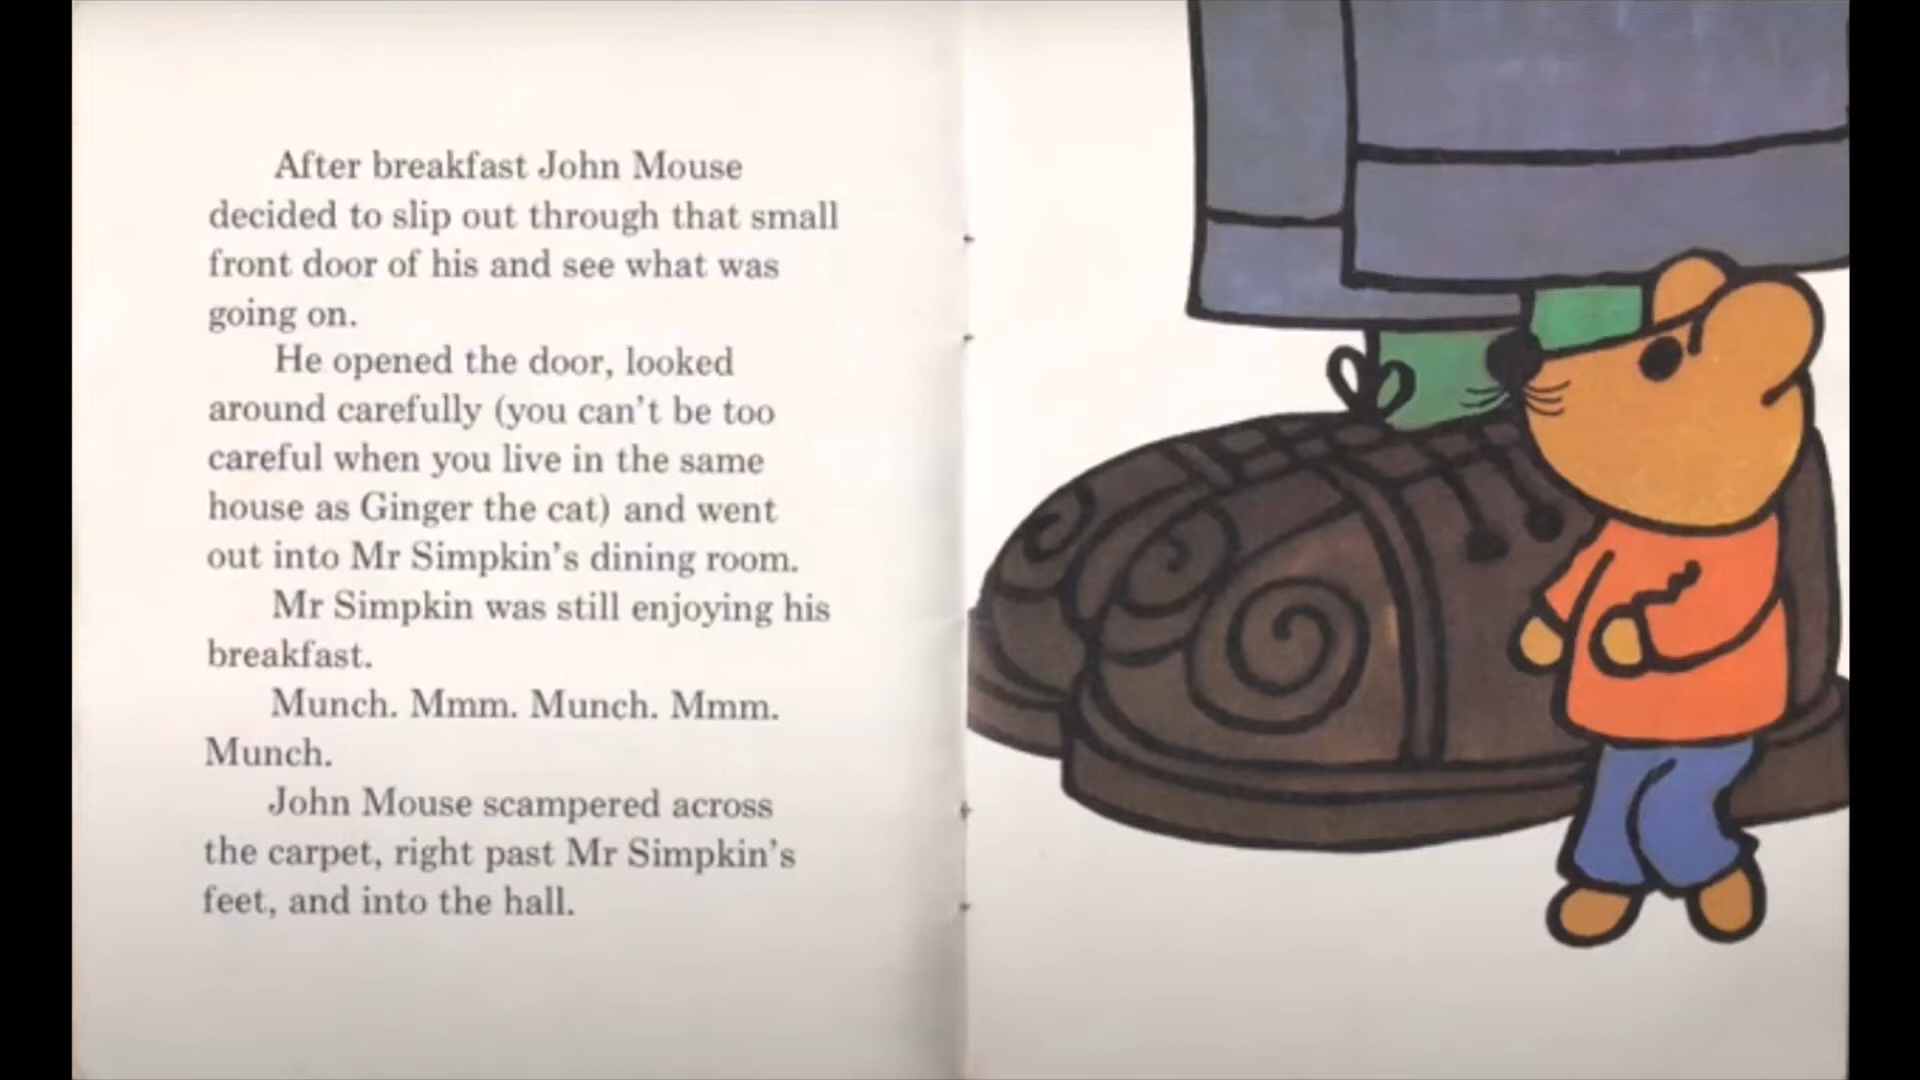 After breakfast John Mouse
decided to slip out through that small
front door of his and see what was
going on.
He opened the door, looked
around carefully (you can't be too
careful when you live in the same
house as Ginger the cat) and went
out into Mr Simpkin's dining room.
Mr Simpkin was still enjoying his
breakfast.
Munch. Mmm. Munch. Mmm.
Munch.
John Mouse scampered across
the carpet, right past Mr Simpkin's
feet, and into the hall.